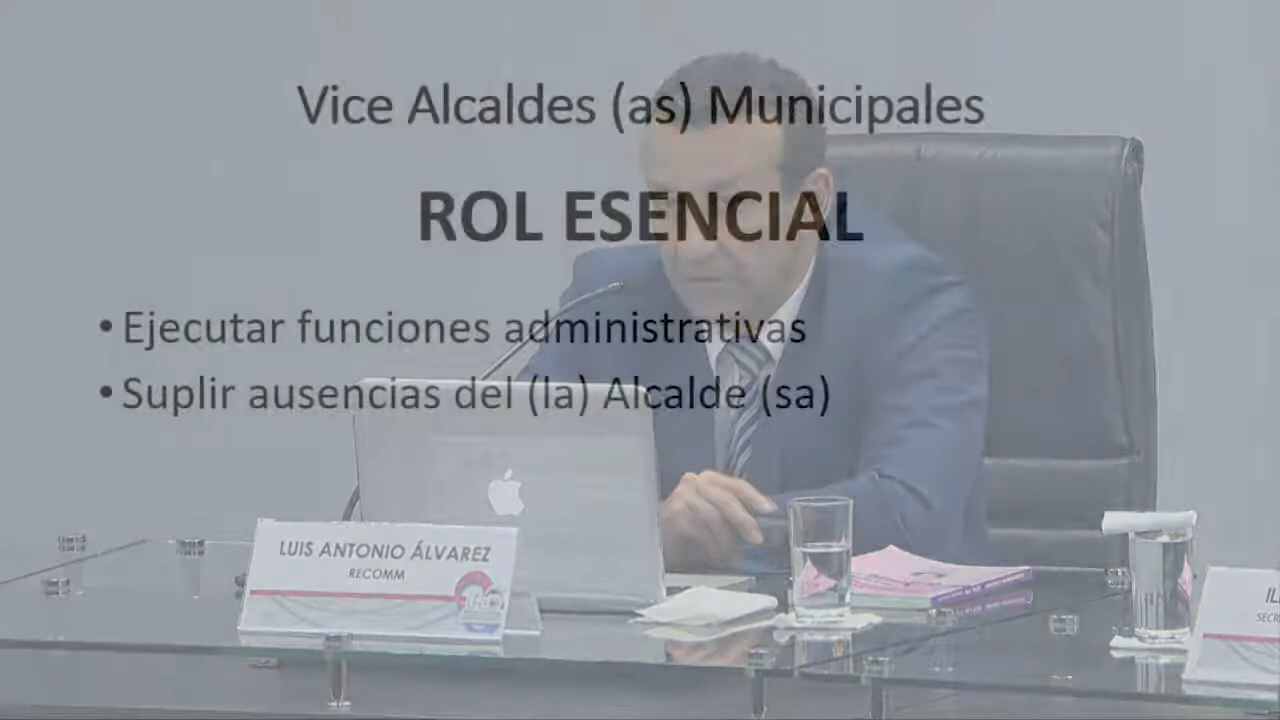 Vice Alcaldes (as) Municipales
ROL ESENCIAL
• Ejecutar funciones administrativas
• Suplir ausencias del (la) Alcalde (sa)
LUIS ANTONIO ÁLVAREZ
RECOMM